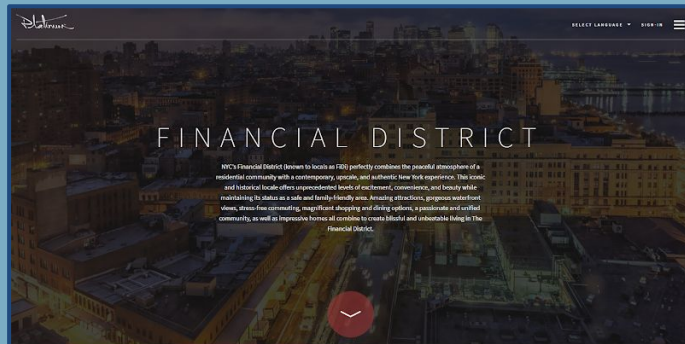 Platinum
SELECT LANGUAGE
SIGN-IN
FINANCIAL DISTRICT
NYC's Financial District (known to locals as FiDi) perfectly combines the peaceful atmosphere of a
residential community with a contemporary, upscale, and authentic New York experience. This iconic
and historical locale offers unprecedented levels of excitement, convenience, and beauty while
maintaining its status as a safe and family-friendly area. Amazing attractions, gorgeous waterfront
views, stress-free commuting, magnificent shopping and dining options, a passionate and unified
community, as well as impressive homes all combine to create blissful and unbeatable living in The
Financial District.